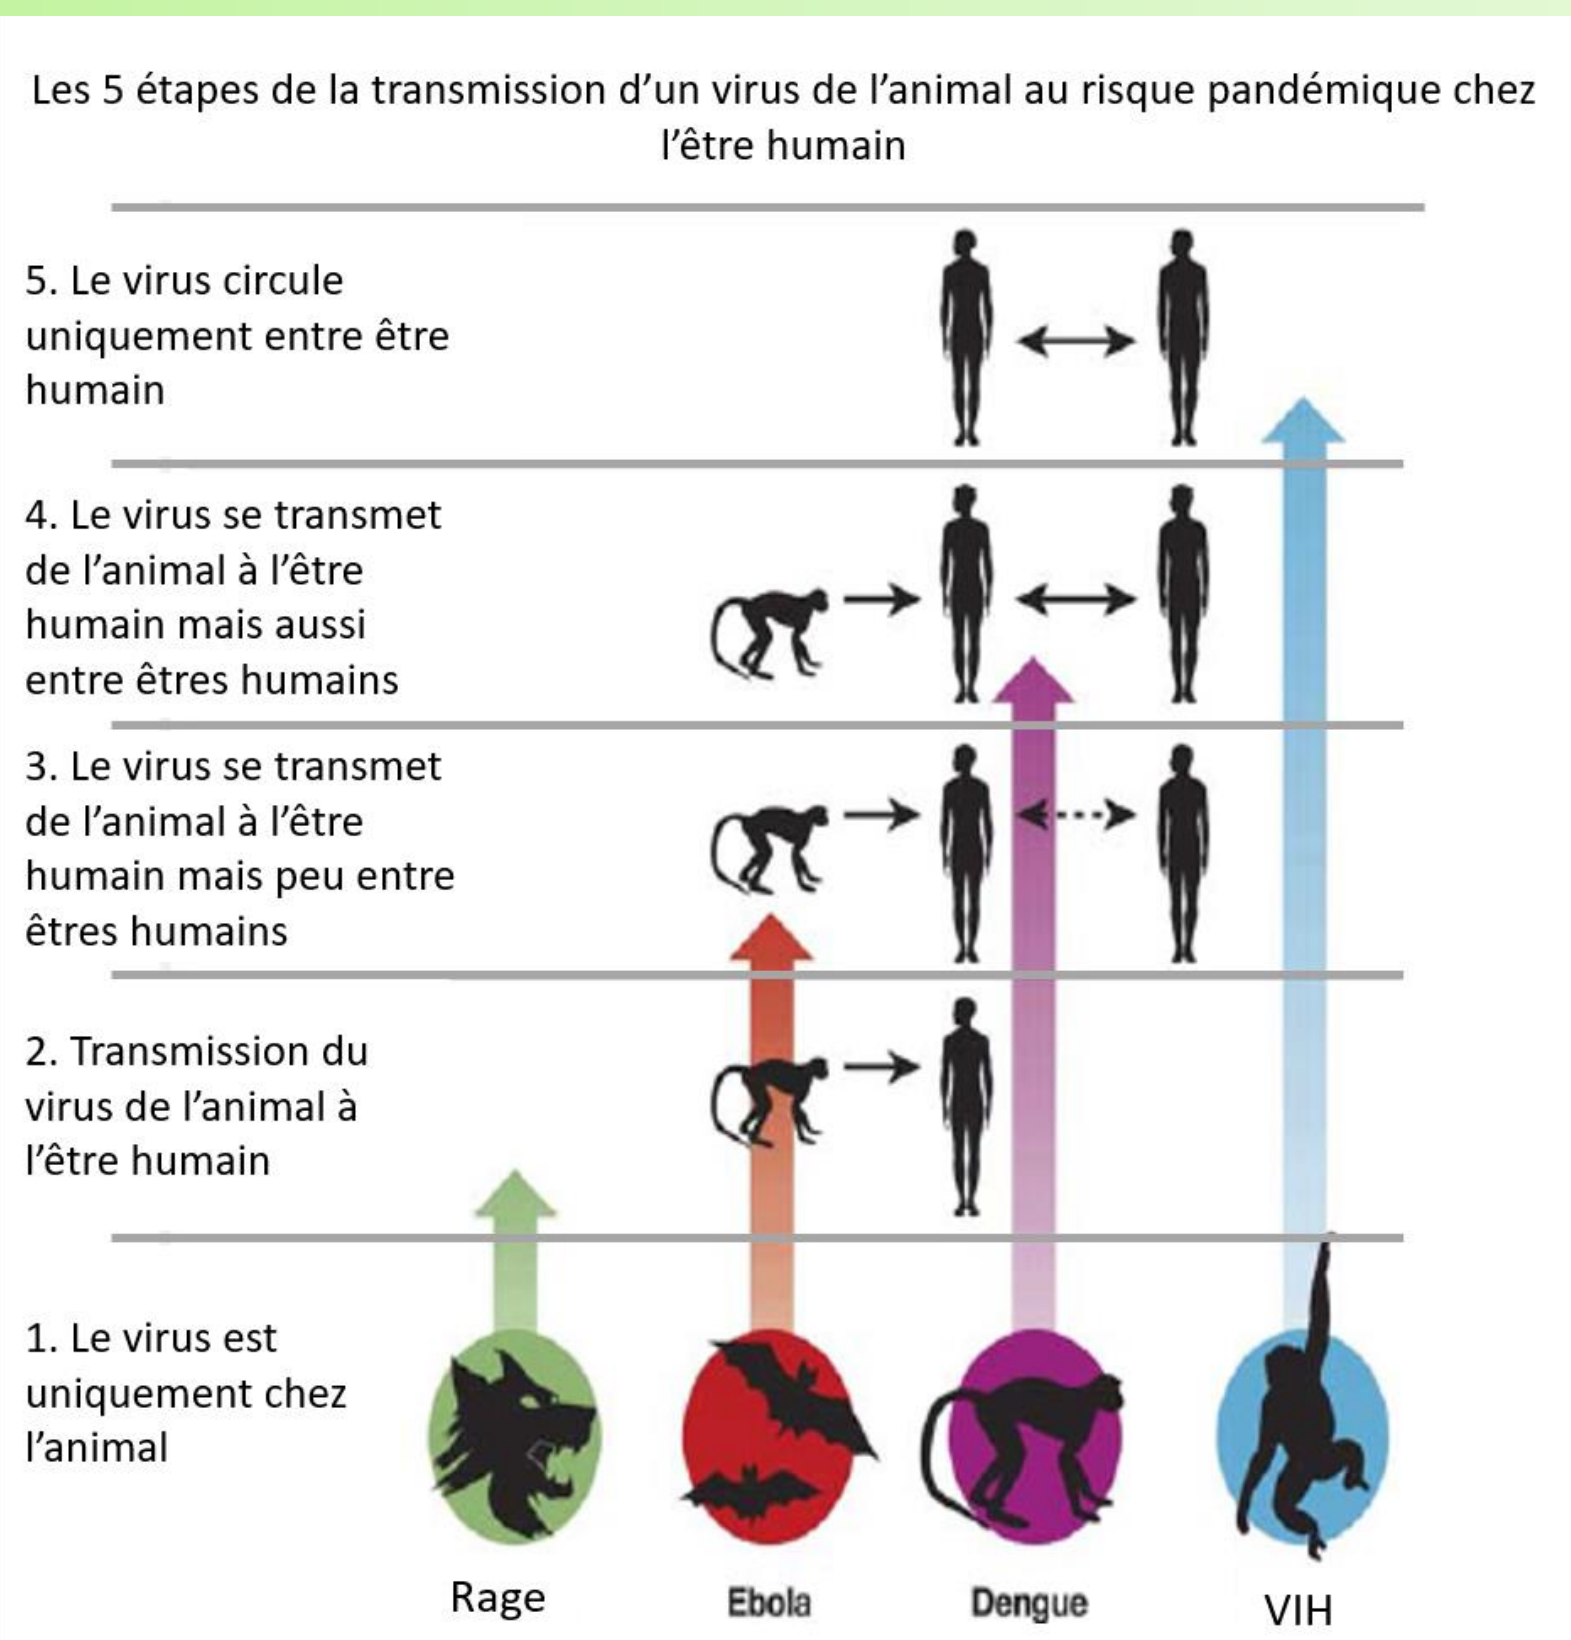 Les 5 étapes de la transmission d’un virus de l’animal au risque pandémique chez
l’être humain
5. Le virus circule
uniquement entre être
humain
4. Le virus se transmet
de l’animal à l’être
humain mais aussi
entre êtres humains
3. Le virus se transmet
de l’animal à l’être
humain mais peu entre
êtres humains
2. Transmission du
virus de l’animal à
l’être humain
1. Le virus est
uniquement chez
l’animal
Rage
Ebola
Dengue
VIH